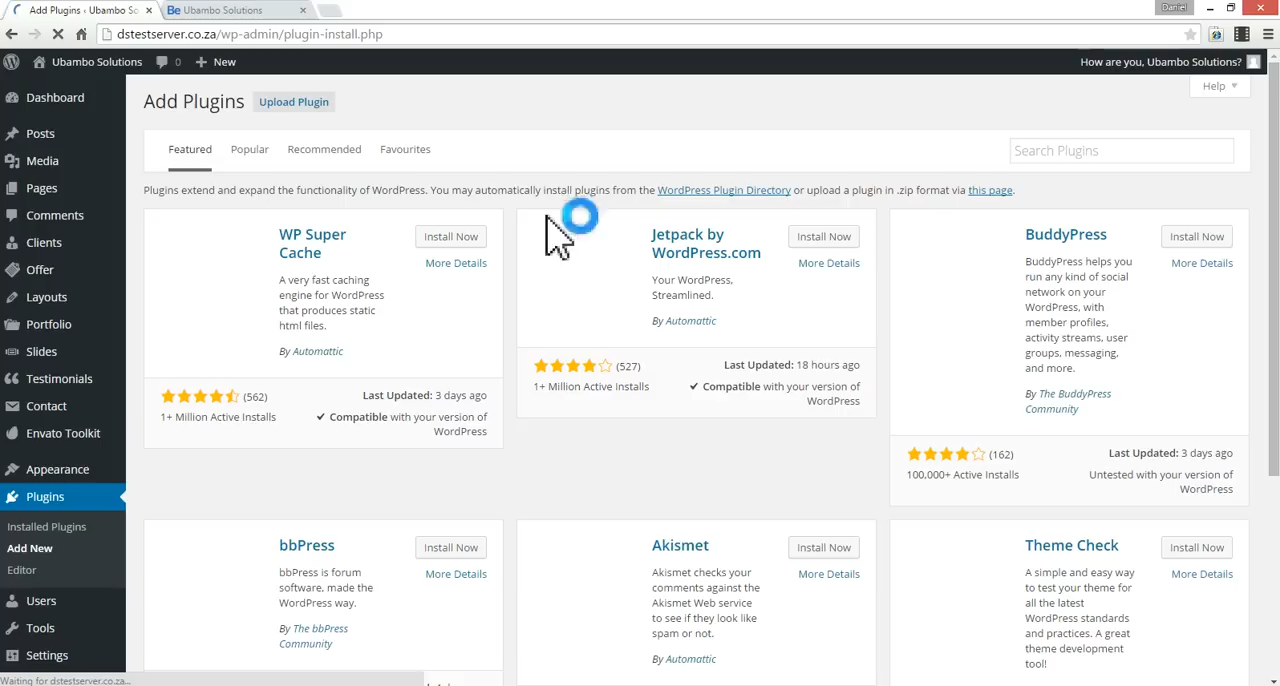 Add Plugins ‹ Ubambo So
Ubambo Solutions
Daniel
dstestserver.co.za/wp-admin/plugin-install.php
Ubambo Solutions
0
New
How are you, Ubambo Solutions?
Dashboard
Posts
Media
Pages
Comments
Clients
Offer
Layouts
Portfolio
Slides
Testimonials
Contact
Envato Toolkit
Appearance
Plugins
Installed Plugins
Add New
Editor
Users
Tools
Settings
Waiting for dstestserver.co.za...
Add Plugins
Upload Plugin
Help
Featured
Popular
Recommended
Favourites
Search Plugins
Plugins extend and expand the functionality of WordPress. You may automatically install plugins from the WordPress Plugin Directory or upload a plugin in .zip format via this page.
WP Super
Cache
Install Now
More Details
A very fast caching
engine for WordPress
that produces static
html files.
By Automattic
(562)
1+ Million Active Installs
Last Updated: 3 days ago
✔ Compatible with your version of
WordPress
Jetpack by
WordPress.com
Install Now
More Details
Your WordPress,
Streamlined.
By Automattic
(527)
1+ Million Active Installs
Last Updated: 18 hours ago
✔ Compatible with your version of
WordPress
BuddyPress
Install Now
More Details
BuddyPress helps you
run any kind of social
network on your
WordPress, with
member profiles,
activity streams, user
groups, messaging,
and more.
By The BuddyPress
Community
(162)
100,000+ Active Installs
Last Updated: 3 days ago
Untested with your version of
WordPress
bbPress
Install Now
More Details
bbPress is forum
software, made the
WordPress way.
By The bbPress
Community
Akismet
Install Now
More Details
Akismet checks your
comments against the
Akismet Web service
to see if they look like
spam or not.
By Automattic
Theme Check
Install Now
More Details
A simple and easy way
to test your theme for
all the latest
WordPress standards
and practices. A great
theme development
tool!